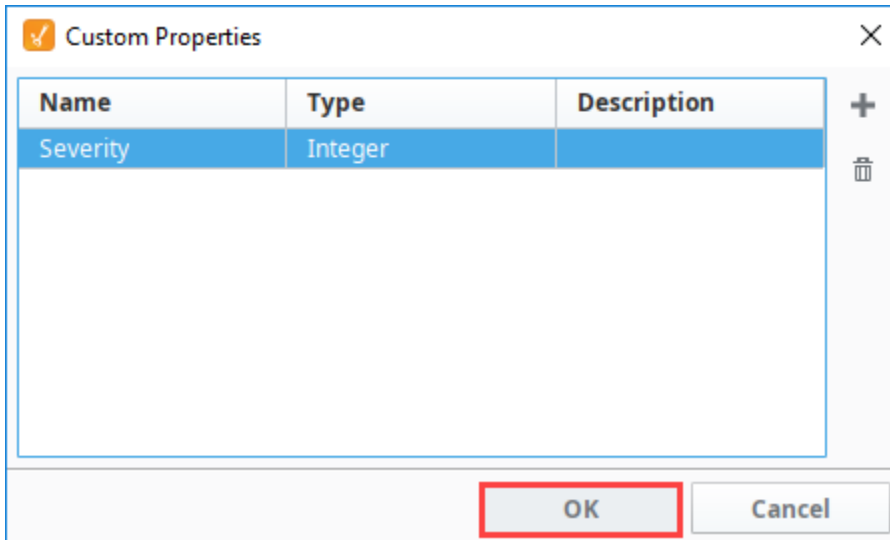 Custom Properties
Name Type Description
Severity Integer
OK Cancel